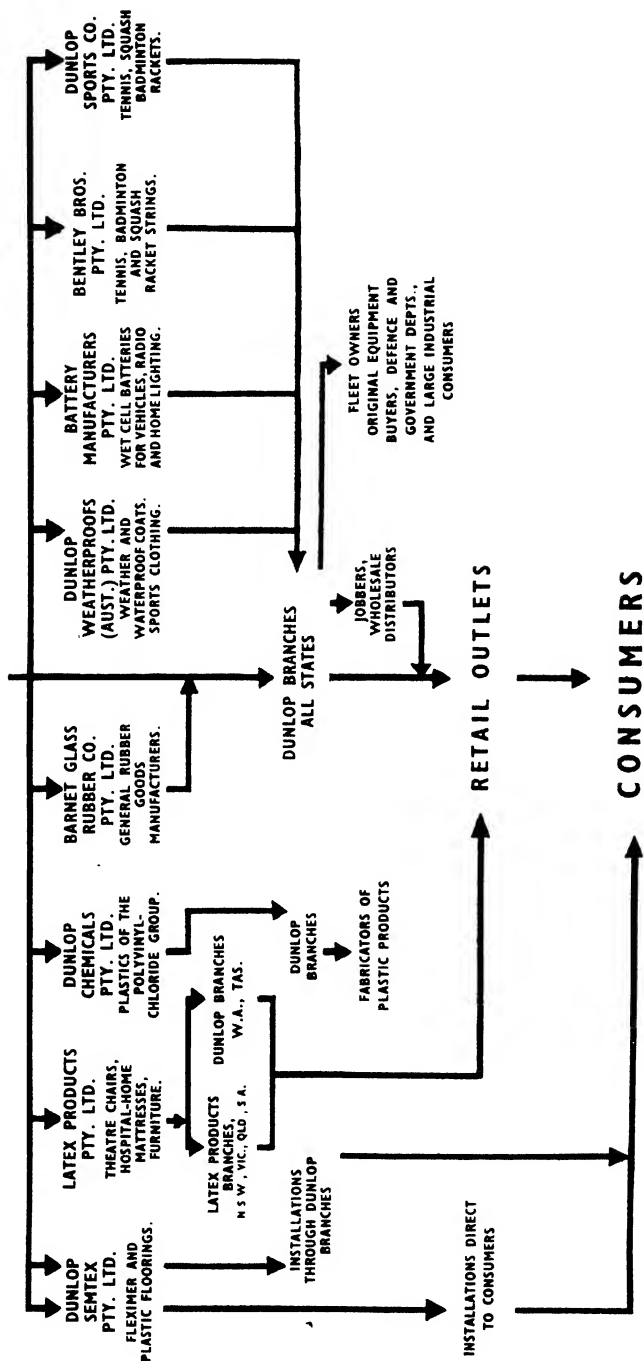 DUNLOP
SEMTEX
PTY. LTD.
FLEXIMER AND
PLASTIC FLOORINGS.
LATEX PRODUCTS
PTY. LTD.
THEATRE CHAIRS,
HOSPITAL-HOME
MATTRESSES,
FURNITURE.
DUNLOP
CHEMICALS
PTY. LTD.
PLASTICS OF THE
POLYVINYL-
CHLORIDE GROUP.
BARNET GLASS
RUBBER CO.
PTY. LTD.
GENERAL RUBBER
GOODS
MANUFACTURERS.
DUNLOP
WEATHERPROOFS
(AUST.) PTY. LTD.
WEATHER AND
WATERPROOF COATS.
SPORTS CLOTHING.
BATTERY
MANUFACTURERS
PTY. LTD.
WET CELL BATTERIES
FOR VEHICLES, RADIO
AND HOME LIGHTING.
BENTLEY BROS.
PTY. LTD.
TENNIS, BADMINTON
AND SQUASH
RACKET STRINGS.
DUNLOP
SPORTS CO.
PTY. LTD.
TENNIS, SQUASH
BADMINTON
RACKETS.
LATEX PRODUCTS
BRANCHES,
N S W , VIC., QLD , S A.
DUNLOP BRANCHES
W.A., TAS.
INSTALLATIONS
THROUGH DUNLOP
BRANCHES
DUNLOP
BRANCHES
FABRICATORS OF
PLASTIC PRODUCTS
DUNLOP BRANCHES
ALL STATES
JOBBERS,
WHOLESALE
DISTRIBUTORS
FLEET OWNERS
ORIGINAL EQUIPMENT
BUYERS, DEFENCE AND
GOVERNMENT DEPTS.,
AND LARGE INDUSTRIAL
CONSUMERS
INSTALLATIONS DIRECT
TO CONSUMERS
RETAIL OUTLETS
CONSUMERS